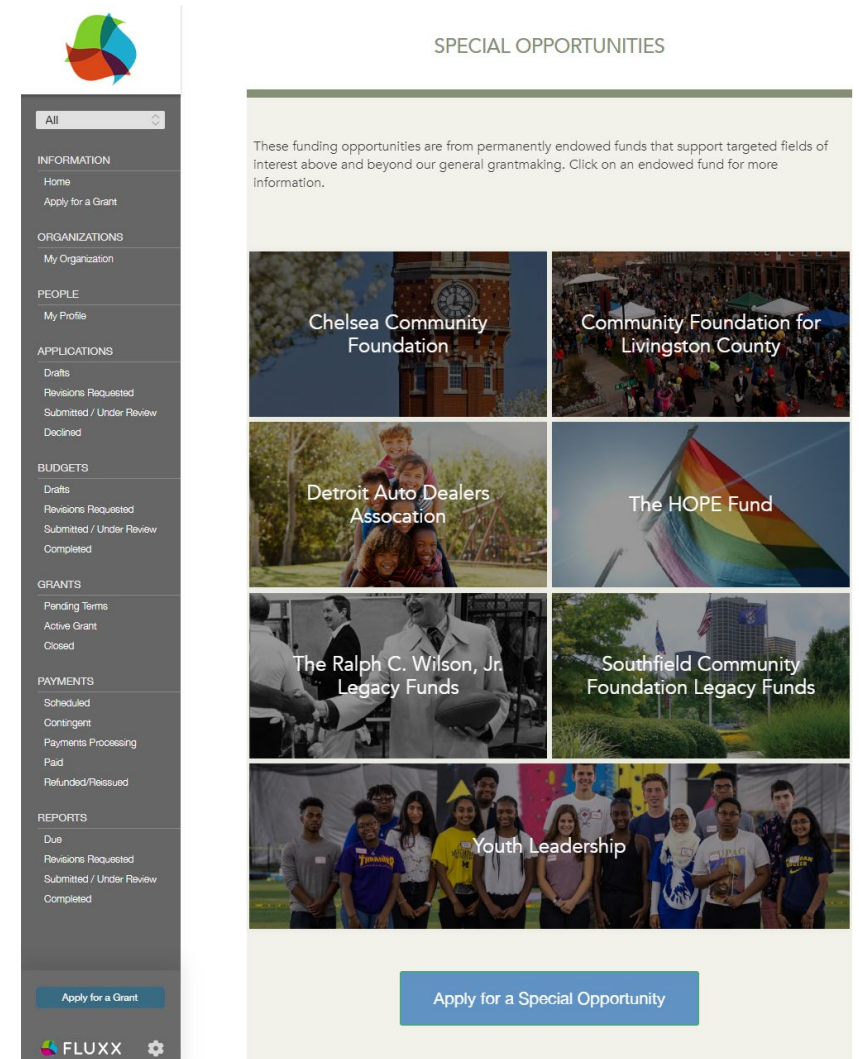 All
INFORMATION
Home
Apply for a Grant
ORGANIZATIONS
My Organization
PEOPLE
My Profile
APPLICATIONS
Drafts
Revisions Requested
Submitted / Under Review
Declined
BUDGETS
Drafts
Revisions Requested
Submitted / Under Review
Completed
GRANTS
Pending Terms
Active Grant
Closed
PAYMENTS
Scheduled
Contingent
Payments Processing
Paid
Refunded/Reissued
REPORTS
Due
Revisions Requested
Submitted / Under Review
Completed
Apply for a Grant
FLUXX
SPECIAL OPPORTUNITIES
These funding opportunities are from permanently endowed funds that support targeted fields of
interest above and beyond our general grantmaking. Click on an endowed fund for more
information.
Chelsea Community
Foundation
Community Foundation for
Livingston County
Detroit Auto Dealers
Assocation
The HOPE Fund
The Ralph C. Wilson, Jr.
Legacy Funds
Southfield Community
Foundation Legacy Funds
Youth Leadership
Apply for a Special Opportunity